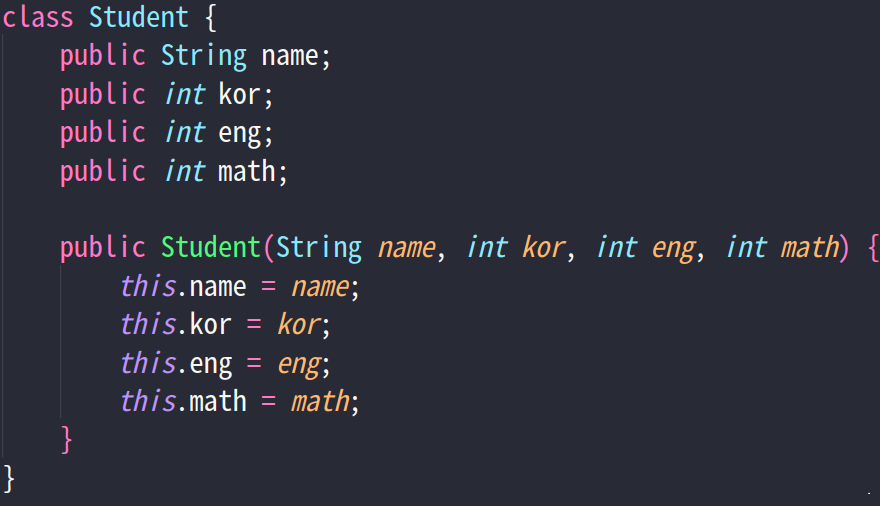 class Student {
    public String name;
    public int kor;
    public int eng;
    public int math;

    public Student(String name, int kor, int eng, int math) {
        this.name = name;
        this.kor = kor;
        this.eng = eng;
        this.math = math;
    }
}